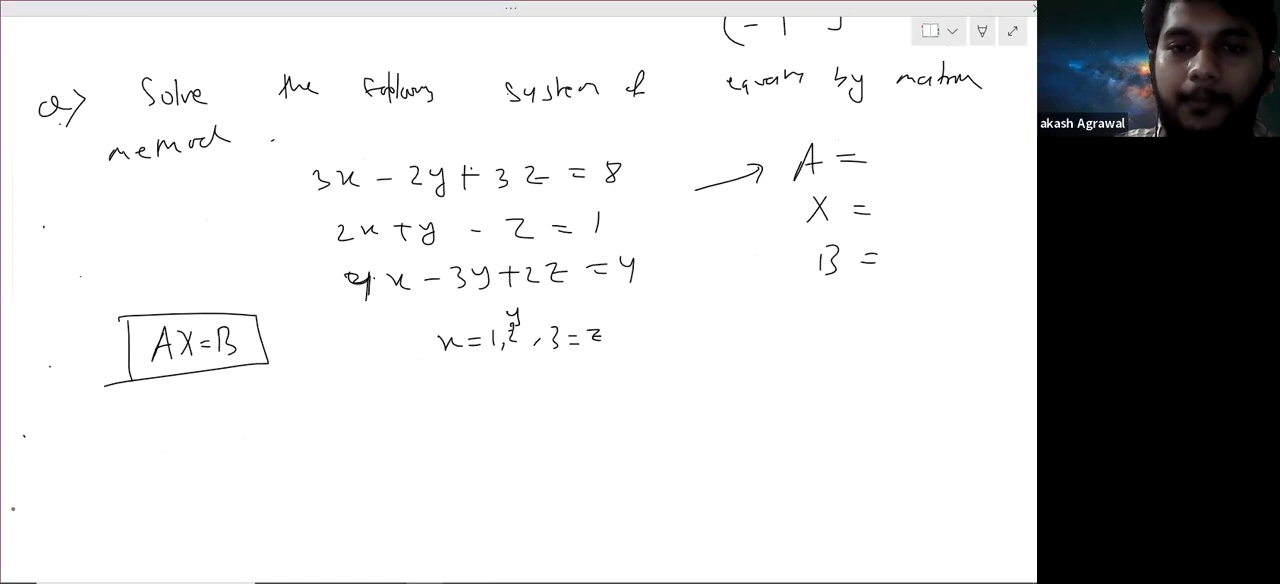 Q.) Solve the following system of equations by matrix
method.
3x - 2y + 3z = 8
2x + y - z = 1
4x - 3y + 2z = 4
AX=B
x = 1, y 2, 3 = z
A =
X =
B =
akash Agrawal